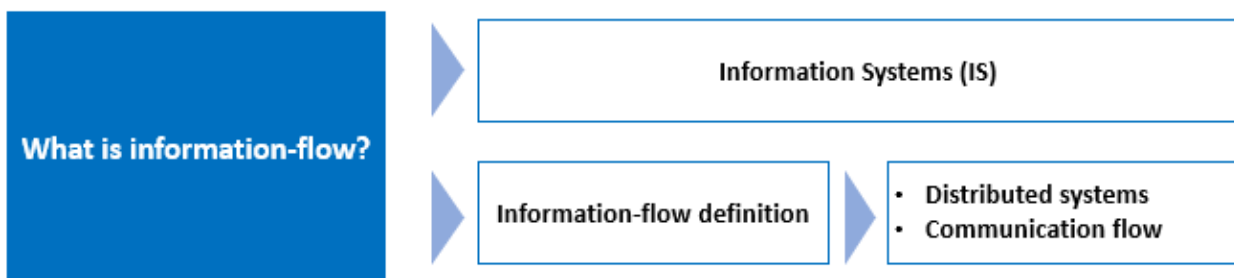 What is information-flow?
Information Systems (IS)
Information-flow definition
• Distributed systems
• Communication flow